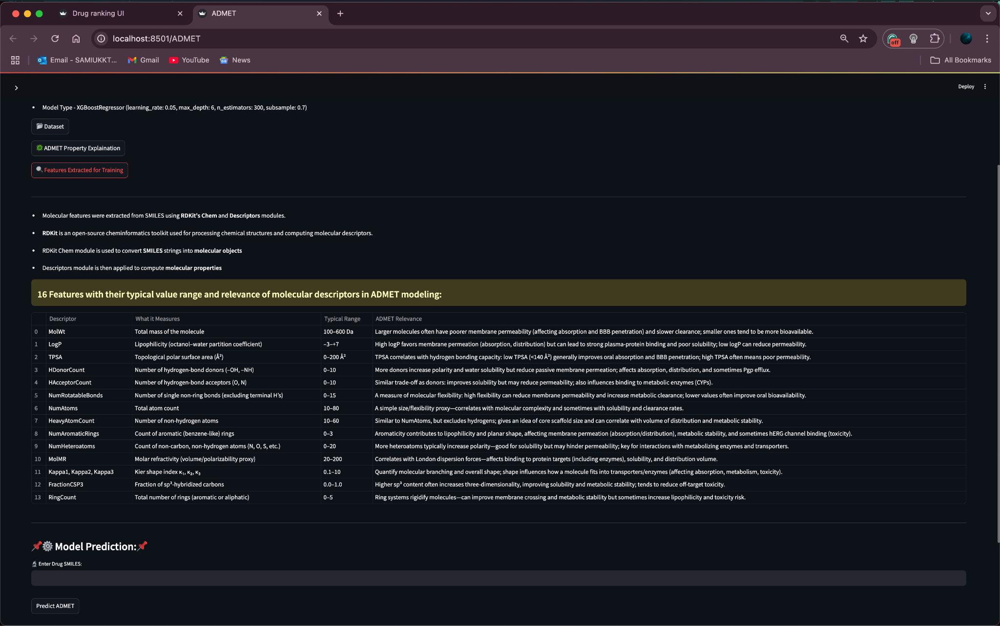 Drug ranking UI
ADMET
localhost:8501/ADMET
off
Email - SAMIUKKT...
Gmail
YouTube
News
All Bookmarks
Deploy
• Model Type - XGBoostRegressor (learning_rate: 0.05, max_depth: 6, n_estimators: 300, subsample: 0.7)
Dataset
ADMET Property Explaination
Features Extracted for Training
• Molecular features were extracted from SMILES using RDKit's Chem and Descriptors modules.
• RDKit is an open-source cheminformatics toolkit used for processing chemical structures and computing molecular descriptors.
• RDKit Chem module is used to convert SMILES strings into molecular objects
• Descriptors module is then applied to compute molecular properties
16 Features with their typical value range and relevance of molecular descriptors in ADMET modeling:
Descriptor What it Measures Typical Range ADMET Relevance
0 MolWt Total mass of the molecule 100–600 Da Larger molecules often have poorer membrane permeability (affecting absorption and BBB penetration) and slower clearance; smaller ones tend to be more bioavailable.
1 LogP Lipophilicity (octanol–water partition coefficient) –3–+7 High logP favors membrane permeation (absorption, distribution) but can lead to strong plasma-protein binding and poor solubility; low logP can reduce permeability.
2 TPSA Topological polar surface area (Å²) 0–200 Å² TPSA correlates with hydrogen bonding capacity: low TPSA (<140 Å²) generally improves oral absorption and BBB penetration; high TPSA often means poor permeability.
3 HDonorCount Number of hydrogen-bond donors (–OH, –NH) 0–10 More donors increase polarity and water solubility but reduce passive membrane permeation; affects absorption, distribution, and sometimes Pgp efflux.
4 HAcceptorCount Number of hydrogen-bond acceptors (O, N) 0–10 Similar trade-off as donors: improves solubility but may reduce permeability; also influences binding to metabolic enzymes (CYPs).
5 NumRotatableBonds Number of single non-ring bonds (excluding terminal H’s) 0–15 A measure of molecular flexibility: high flexibility can reduce membrane permeability and increase metabolic clearance; lower values often improve oral bioavailability.
6 NumAtoms Total atom count 10–80 A simple size/flexibility proxy—correlates with molecular complexity and sometimes with solubility and clearance rates.
7 HeavyAtomCount Number of non-hydrogen atoms 10–60 Similar to NumAtoms, but excludes hydrogens; gives an idea of core scaffold size and can correlate with volume of distribution and metabolic stability.
8 NumAromaticRings Count of aromatic (benzene-like) rings 0–3 Aromaticity contributes to lipophilicity and planar shape, affecting membrane permeation (absorption/distribution), metabolic stability, and sometimes hERG channel binding (toxicity).
9 NumHeteroatoms Count of non-carbon, non-hydrogen atoms (N, O, S, etc.) 0–20 More heteroatoms typically increase polarity—good for solubility but may hinder permeability; key for interactions with metabolizing enzymes and transporters.
10 MolMR Molar refractivity (volume/polarizability proxy) 20–200 Correlates with London dispersion forces—affects binding to protein targets (including enzymes), solubility, and distribution volume.
11 Kappa1, Kappa2, Kappa3 Kier shape index κ₁, κ₂, κ₃ 0.1–10 Quantify molecular branching and overall shape; shape influences how a molecule fits into transporters/enzymes (affecting absorption, metabolism, toxicity).
12 FractionCSP3 Fraction of sp³-hybridized carbons 0.0–1.0 Higher sp³ content often increases three-dimensionality, improving solubility and metabolic stability; tends to reduce off-target toxicity.
13 RingCount Total number of rings (aromatic or aliphatic) 0–5 Ring systems rigidify molecules—can improve membrane crossing and metabolic stability but sometimes increase lipophilicity and toxicity risk.
Model Prediction:
Enter Drug SMILES:
Predict ADMET